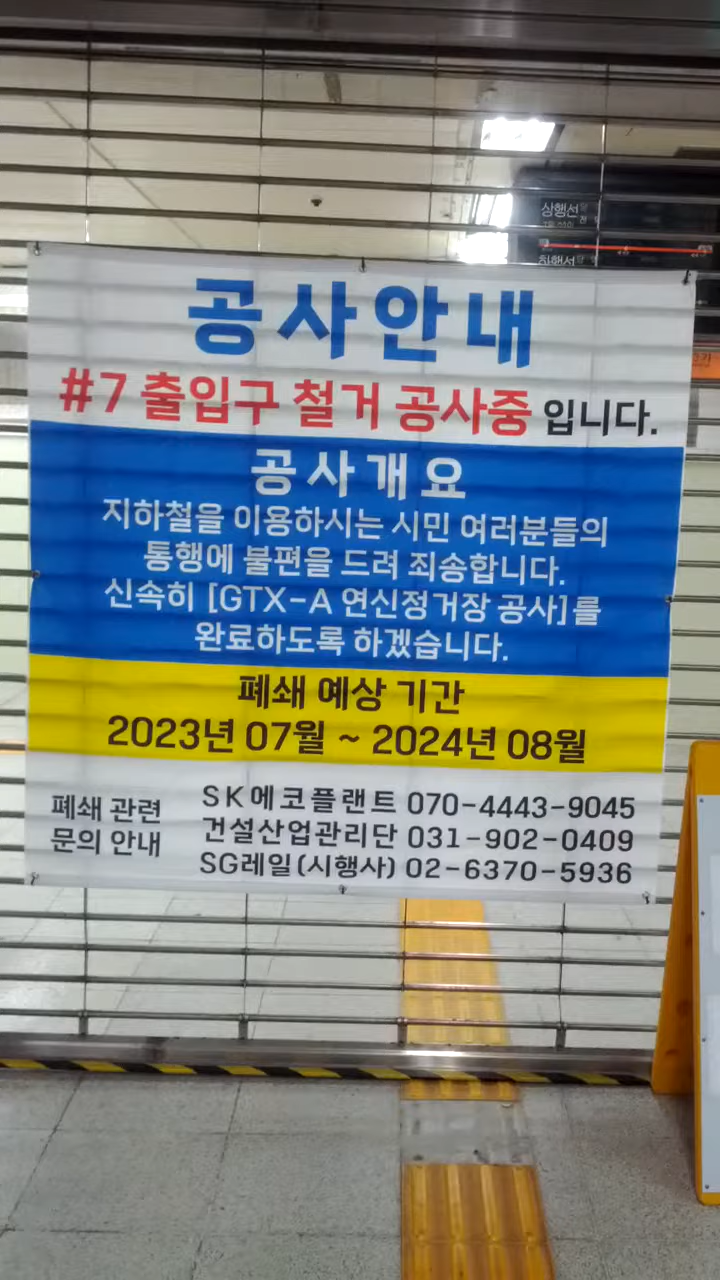 상행선
하행선
공사안내
#7 출입구 철거 공사중 입니다.
공사개요
지하철을 이용하시는 시민 여러분들의
통행에 불편을 드려 죄송합니다.
신속히 [GTX-A 연신정거장 공사]를
완료하도록 하겠습니다.
폐쇄 예상 기간
2023년 07월 ~ 2024년 08월
폐쇄 관련
문의 안내
SK에코플랜트 070-4443-9045
건설산업관리단 031-902-0409
SG레일(시행사) 02-6370-5936